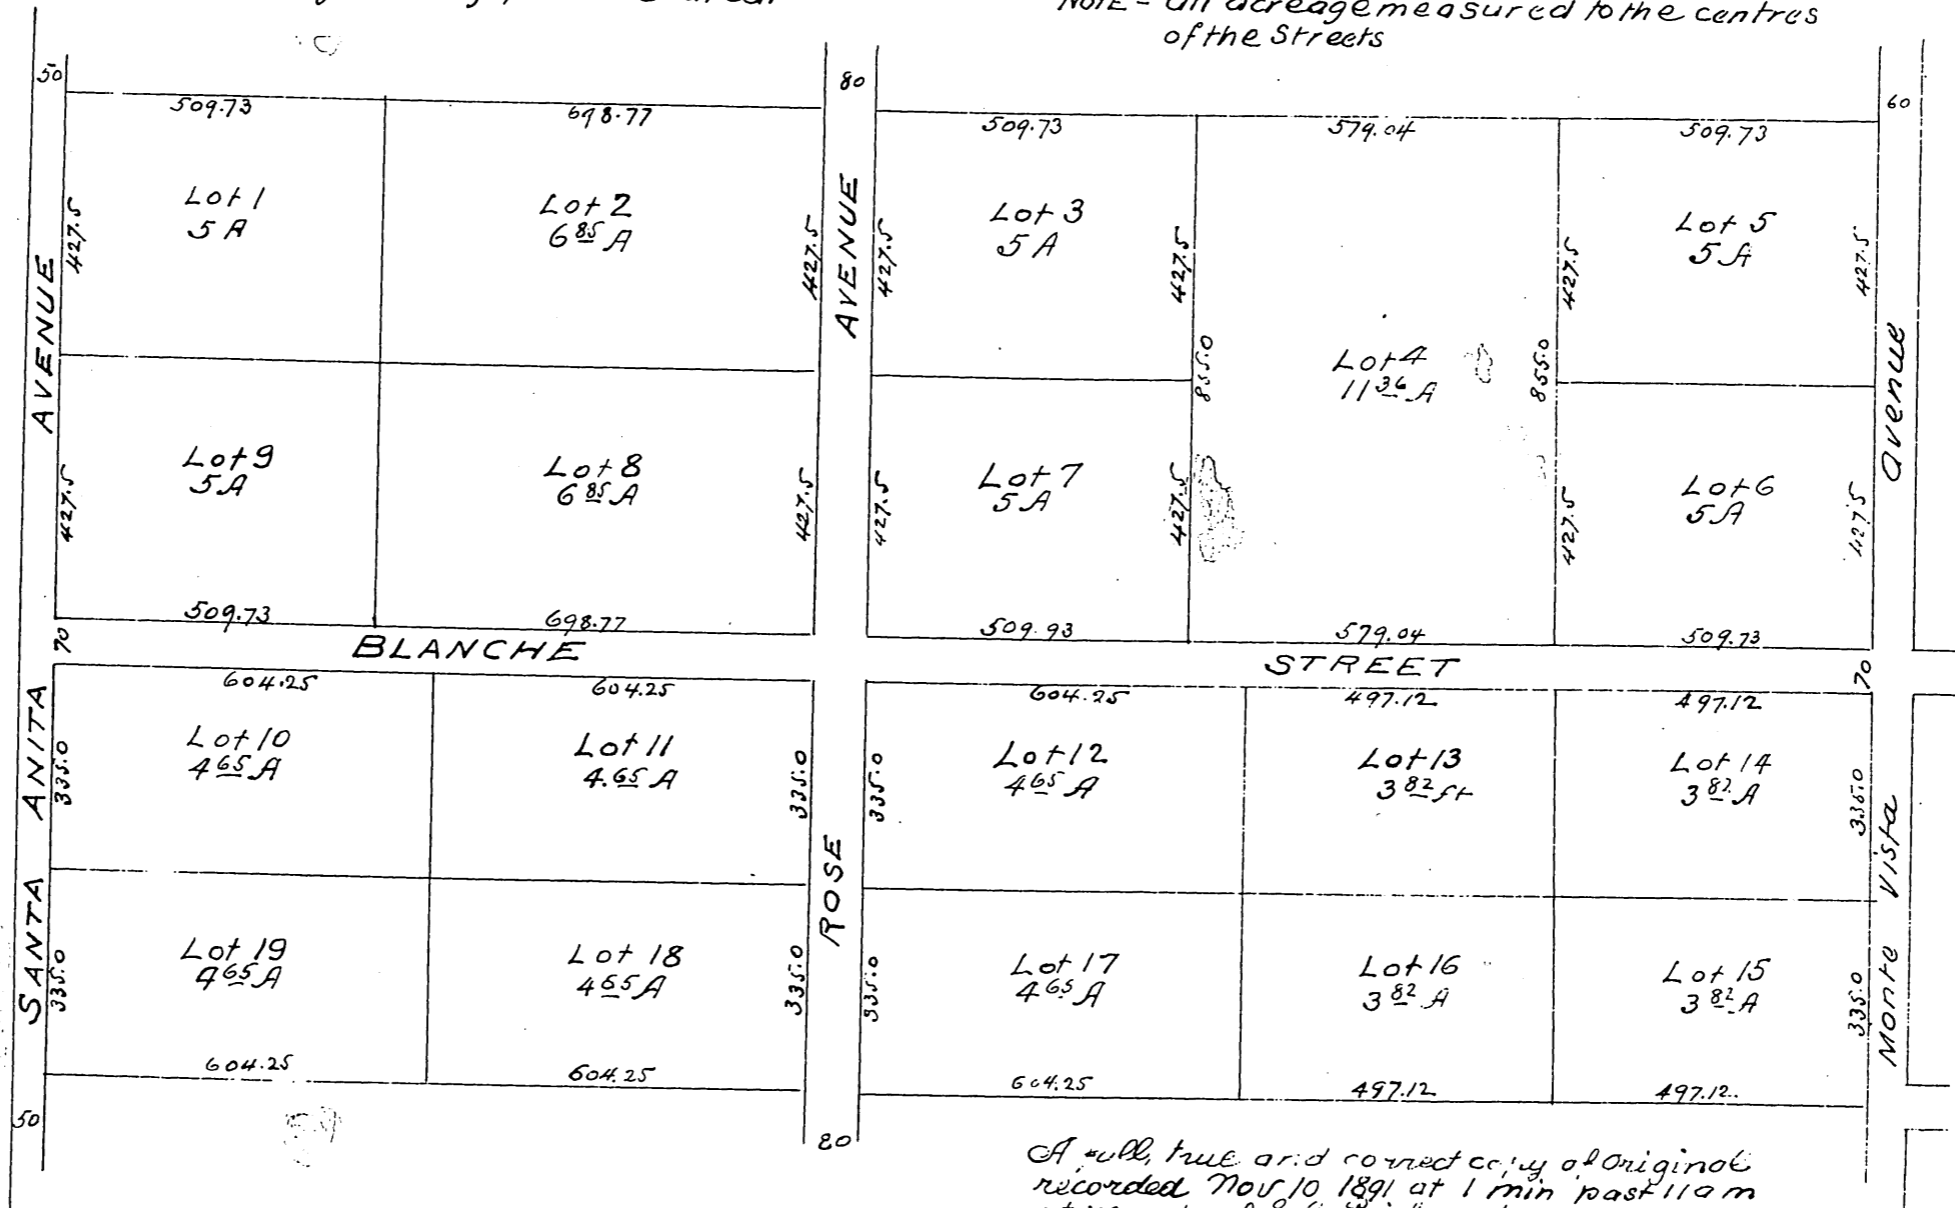 NOTE - all acreage measured to the centres
of the Streets
50
80
60
509.73
698.77
509.73
579.04
509.73
Lot 1
5 A
Lot 2
6 85 A
Lot 3
5 A
Lot 4
11 36 A
Lot 5
5 A
427.5
427.5
427.5
427.5
427.5
427.5
855.0
855.0
AVENUE
AVENUE
Avenue
Lot 9
5 A
Lot 8
6 85 A
Lot 7
5 A
Lot 6
5 A
427.5
427.5
427.5
427.5
427.5
427.5
509.73
698.77
509.93
579.04
509.73
70
BLANCHE
STREET
70
604.25
604.25
604.25
497.12
497.12
Lot 10
4 65 A
Lot 11
4.65 A
Lot 12
4 65 A
Lot 13
3 82 ft
Lot 14
3 82 A
335.0
335.0
335.0
335.0
SANTA ANITA
ROSE
Monte Vista
Lot 19
4 65 A
Lot 18
4 65 A
Lot 17
4 65 A
Lot 16
3 82 A
Lot 15
3 82 A
335.0
335.0
335.0
335.0
604.25
604.25
604.25
497.12
497.12
50
80
A full, true and correct copy of Original
recorded Nov 10 1891 at 1 min past 11 am